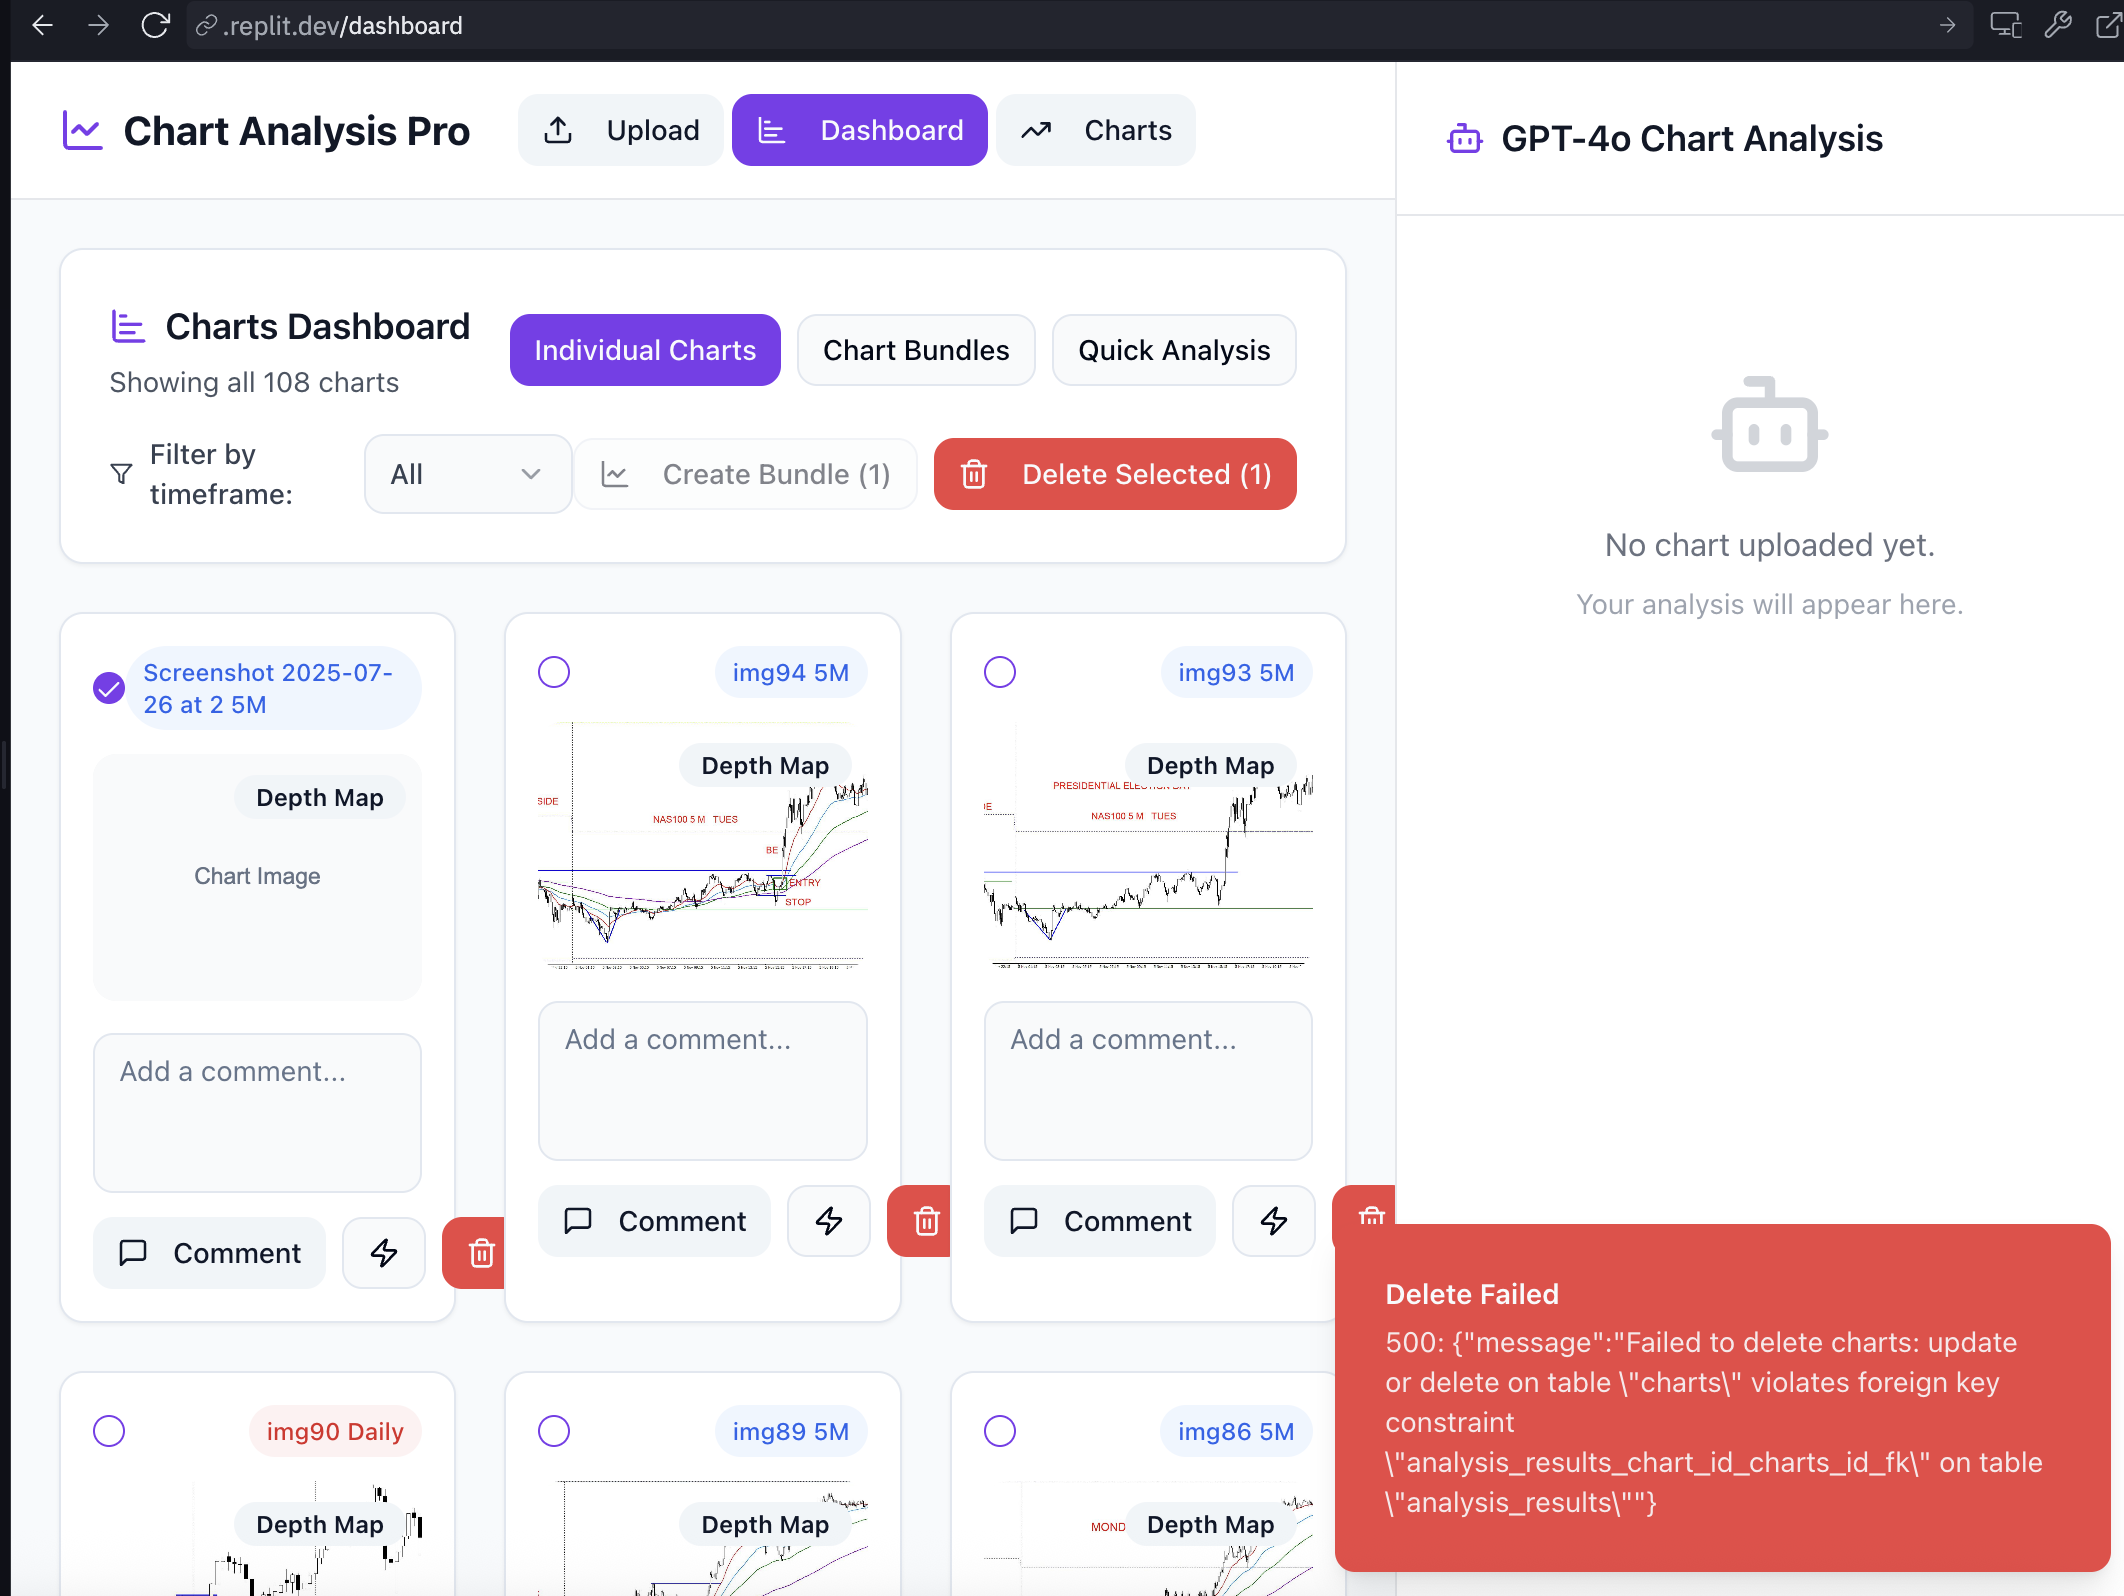 .replit.dev/dashboard
Chart Analysis Pro
Upload
Dashboard
Charts
GPT-4o Chart Analysis
Charts Dashboard
Showing all 108 charts
Individual Charts
Chart Bundles
Quick Analysis
Filter by
timeframe:
All
Create Bundle (1)
Delete Selected (1)
No chart uploaded yet.
Your analysis will appear here.
Screenshot 2025-07-
26 at 2 5M
Depth Map
Chart Image
Add a comment...
Comment
img94 5M
Depth Map
SIDE
NAS100 5 M TUES
BE
ENTRY
STOP
Add a comment...
Comment
img93 5M
Depth Map
PRESIDENTIAL
NAS100 5 M TUES
Add a comment...
Comment
img90 Daily
Depth Map
img89 5M
Depth Map
img86 5M
Depth Map
MOND
Delete Failed
500: {"message":"Failed to delete charts: update
or delete on table \"charts\" violates foreign key
constraint
\"analysis_results_chart_id_charts_id_fk\" on table
\"analysis_results\""}